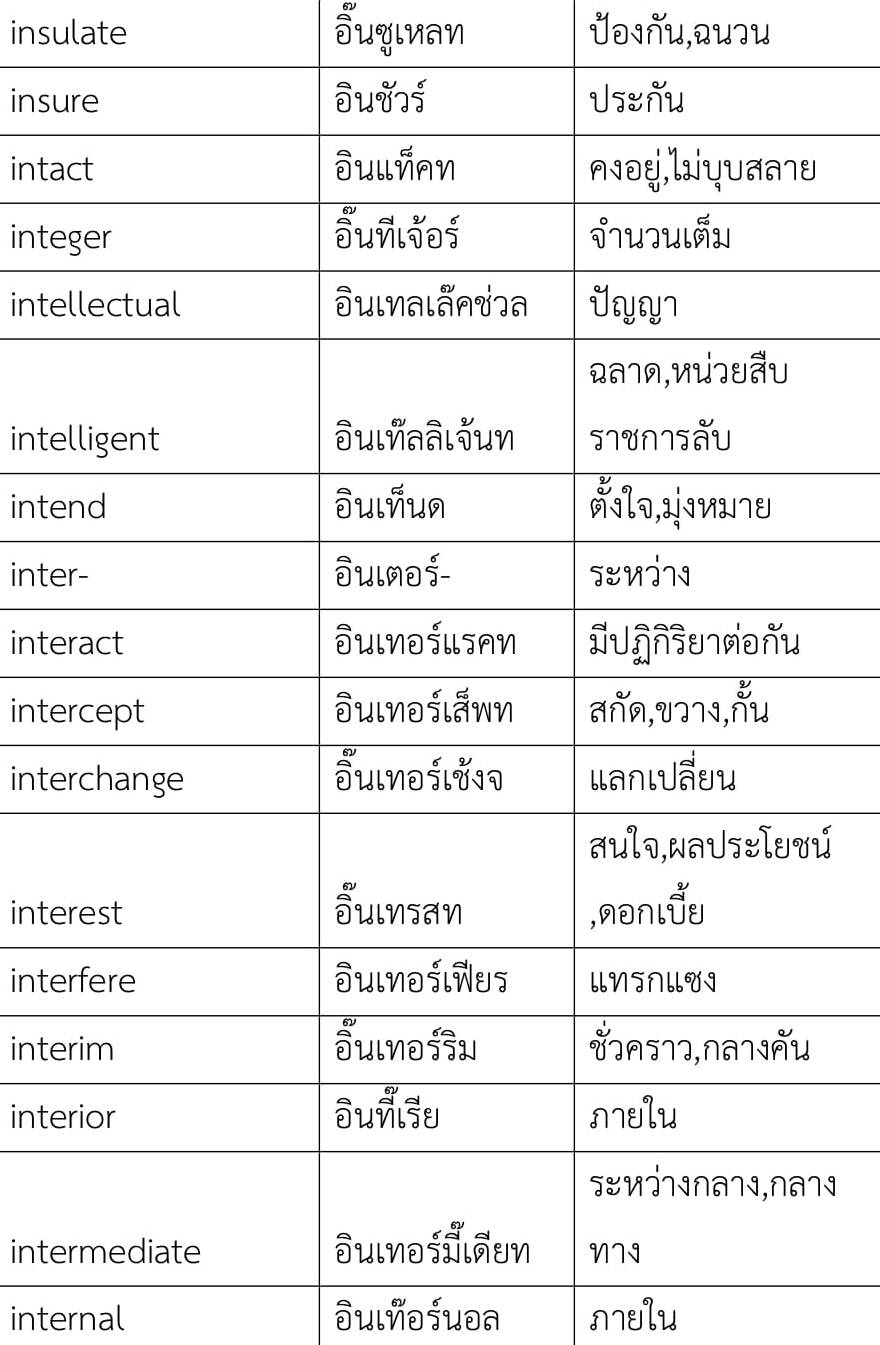 insulate อิ๊นซูเหลท ป้องกัน,ฉนวน
insure อินชัวร์ ประกัน
intact อินแท็คท คงอยู่,ไม่บุบสลาย
integer อิ๊นทีเจ้อร์ จำนวนเต็ม
intellectual อินเทลเล๊คช่วล ปัญญา
ฉลาด,หน่วยสืบ
intelligent อินเท๊ลลิเจ้นท ราชการลับ
intend อินเท็นด ตั้งใจ,มุ่งหมาย
inter- อินเตอร์- ระหว่าง
interact อินเทอร์แรคท มีปฏิกิริยาต่อกัน
intercept อินเทอร์เส็พท สกัด,ขวาง,กั้น
interchange อิ๊นเทอร์เช้งจ แลกเปลี่ยน
สนใจ,ผลประโยชน์
interest อิ๊นเทรสท ,ดอกเบี้ย
interfere อินเทอร์เฟียร แทรกแซง
interim อิ๊นเทอร์ริม ชั่วคราว,กลางคัน
interior อินที๊เรีย ภายใน
ระหว่างกลาง,กลาง
intermediate อินเทอร์มี๊เดียท ทาง
internal อินเท๊อร์นอล ภายใน